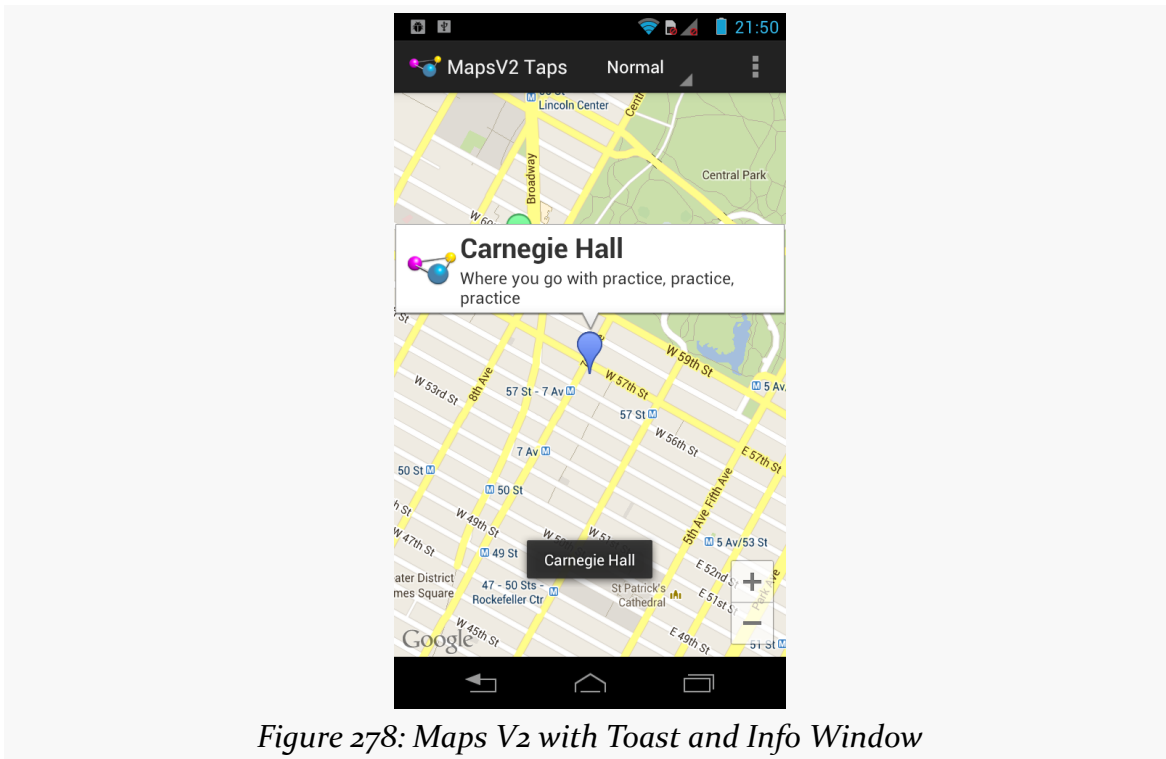 21:50
MapsV2 Taps
Normal
Lincoln Center
Central Park
Broadway
Carnegie Hall
Where you go with practice, practice,
practice
W 59th St
8th Ave
W 53rd St
57 St - 7 Av M
W 57th St
M 5 Av
57 St M
W 56th St
7 Av M
E 57th St
50 St M
M 50 St
5th Ave Fifth Ave
W 49th St
W 47th St
M 49 St
M 5 Av/53 St
Carnegie Hall
E 52nd S
ater District
mes Square
47 - 50 Sts -
Rockefeller Ctr M
St Patrick's
Cathedral
E 51st S
Park Ave
+
−
Google
W 45th St
E 49th St
51 St M
Figure 278: Maps V2 with Toast and Info Window